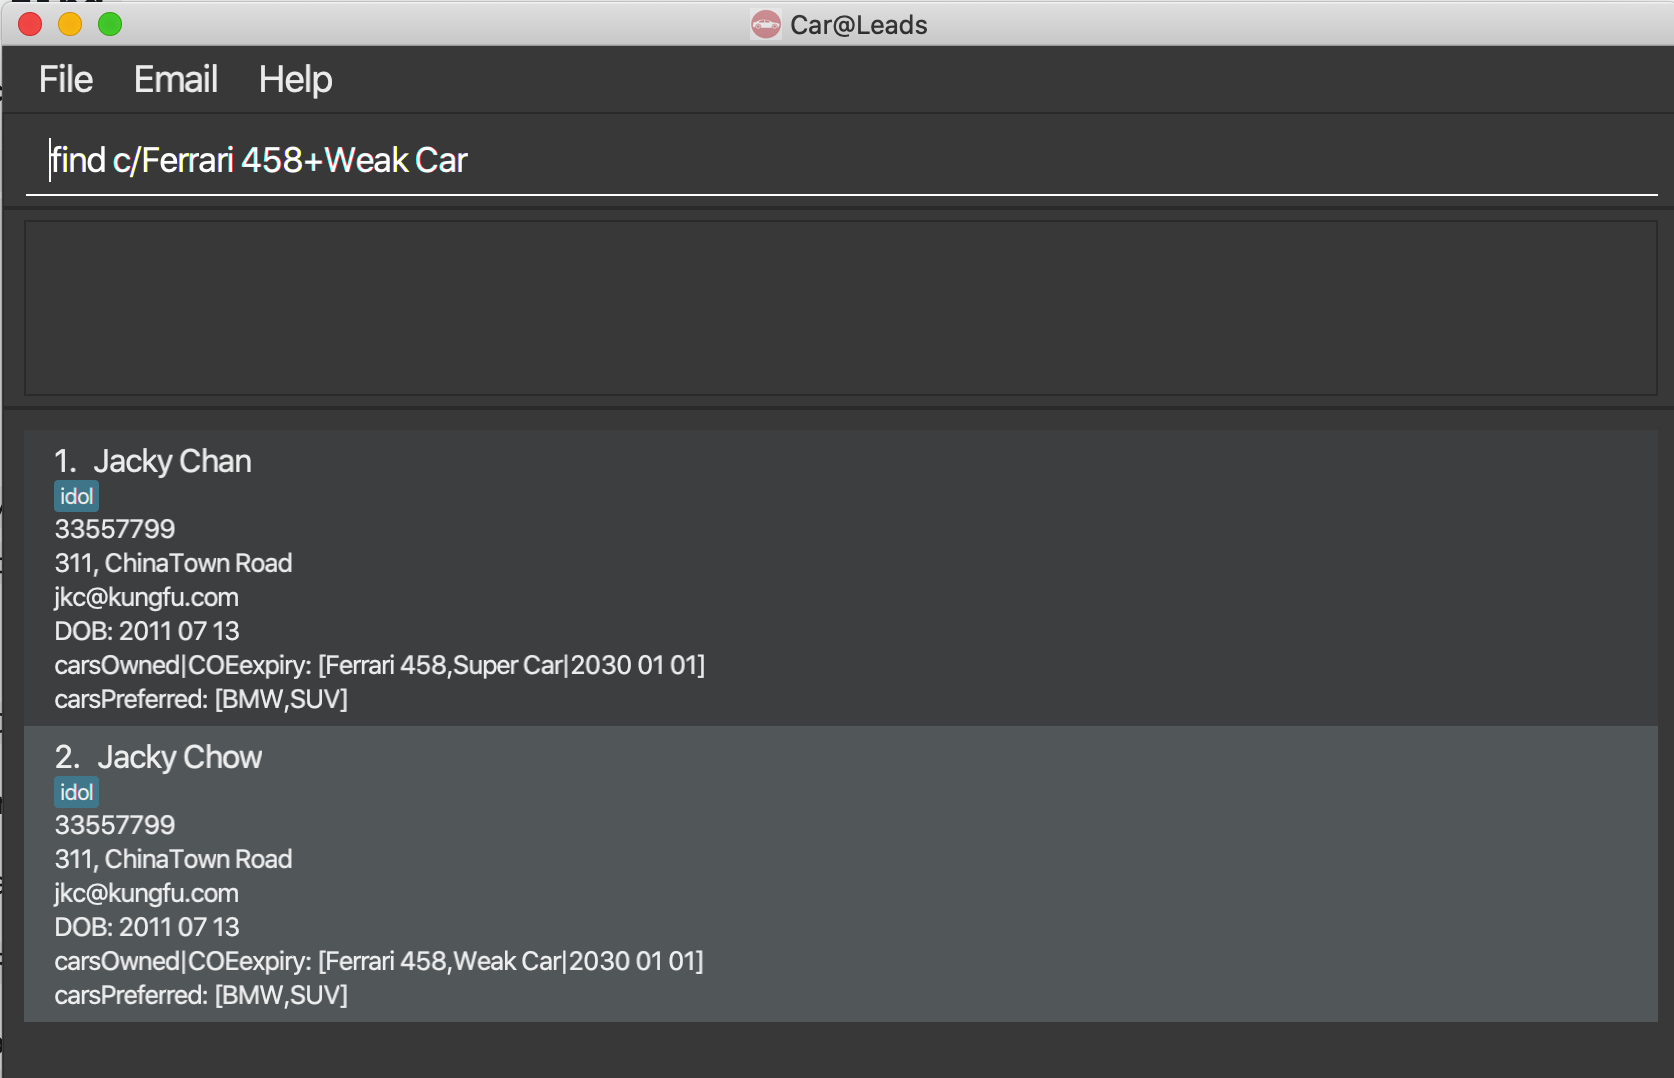 Car@Leads
File Email Help
find c/Ferrari 458+Weak Car
1. Jacky Chan
idol
33557799
311, ChinaTown Road
jkc@kungfu.com
DOB: 2011 07 13
carsOwned|COEexpiry: [Ferrari 458,Super Car|2030 01 01]
carsPreferred: [BMW,SUV]
2. Jacky Chow
idol
33557799
311, ChinaTown Road
jkc@kungfu.com
DOB: 2011 07 13
carsOwned|COEexpiry: [Ferrari 458,Weak Car|2030 01 01]
carsPreferred: [BMW,SUV]